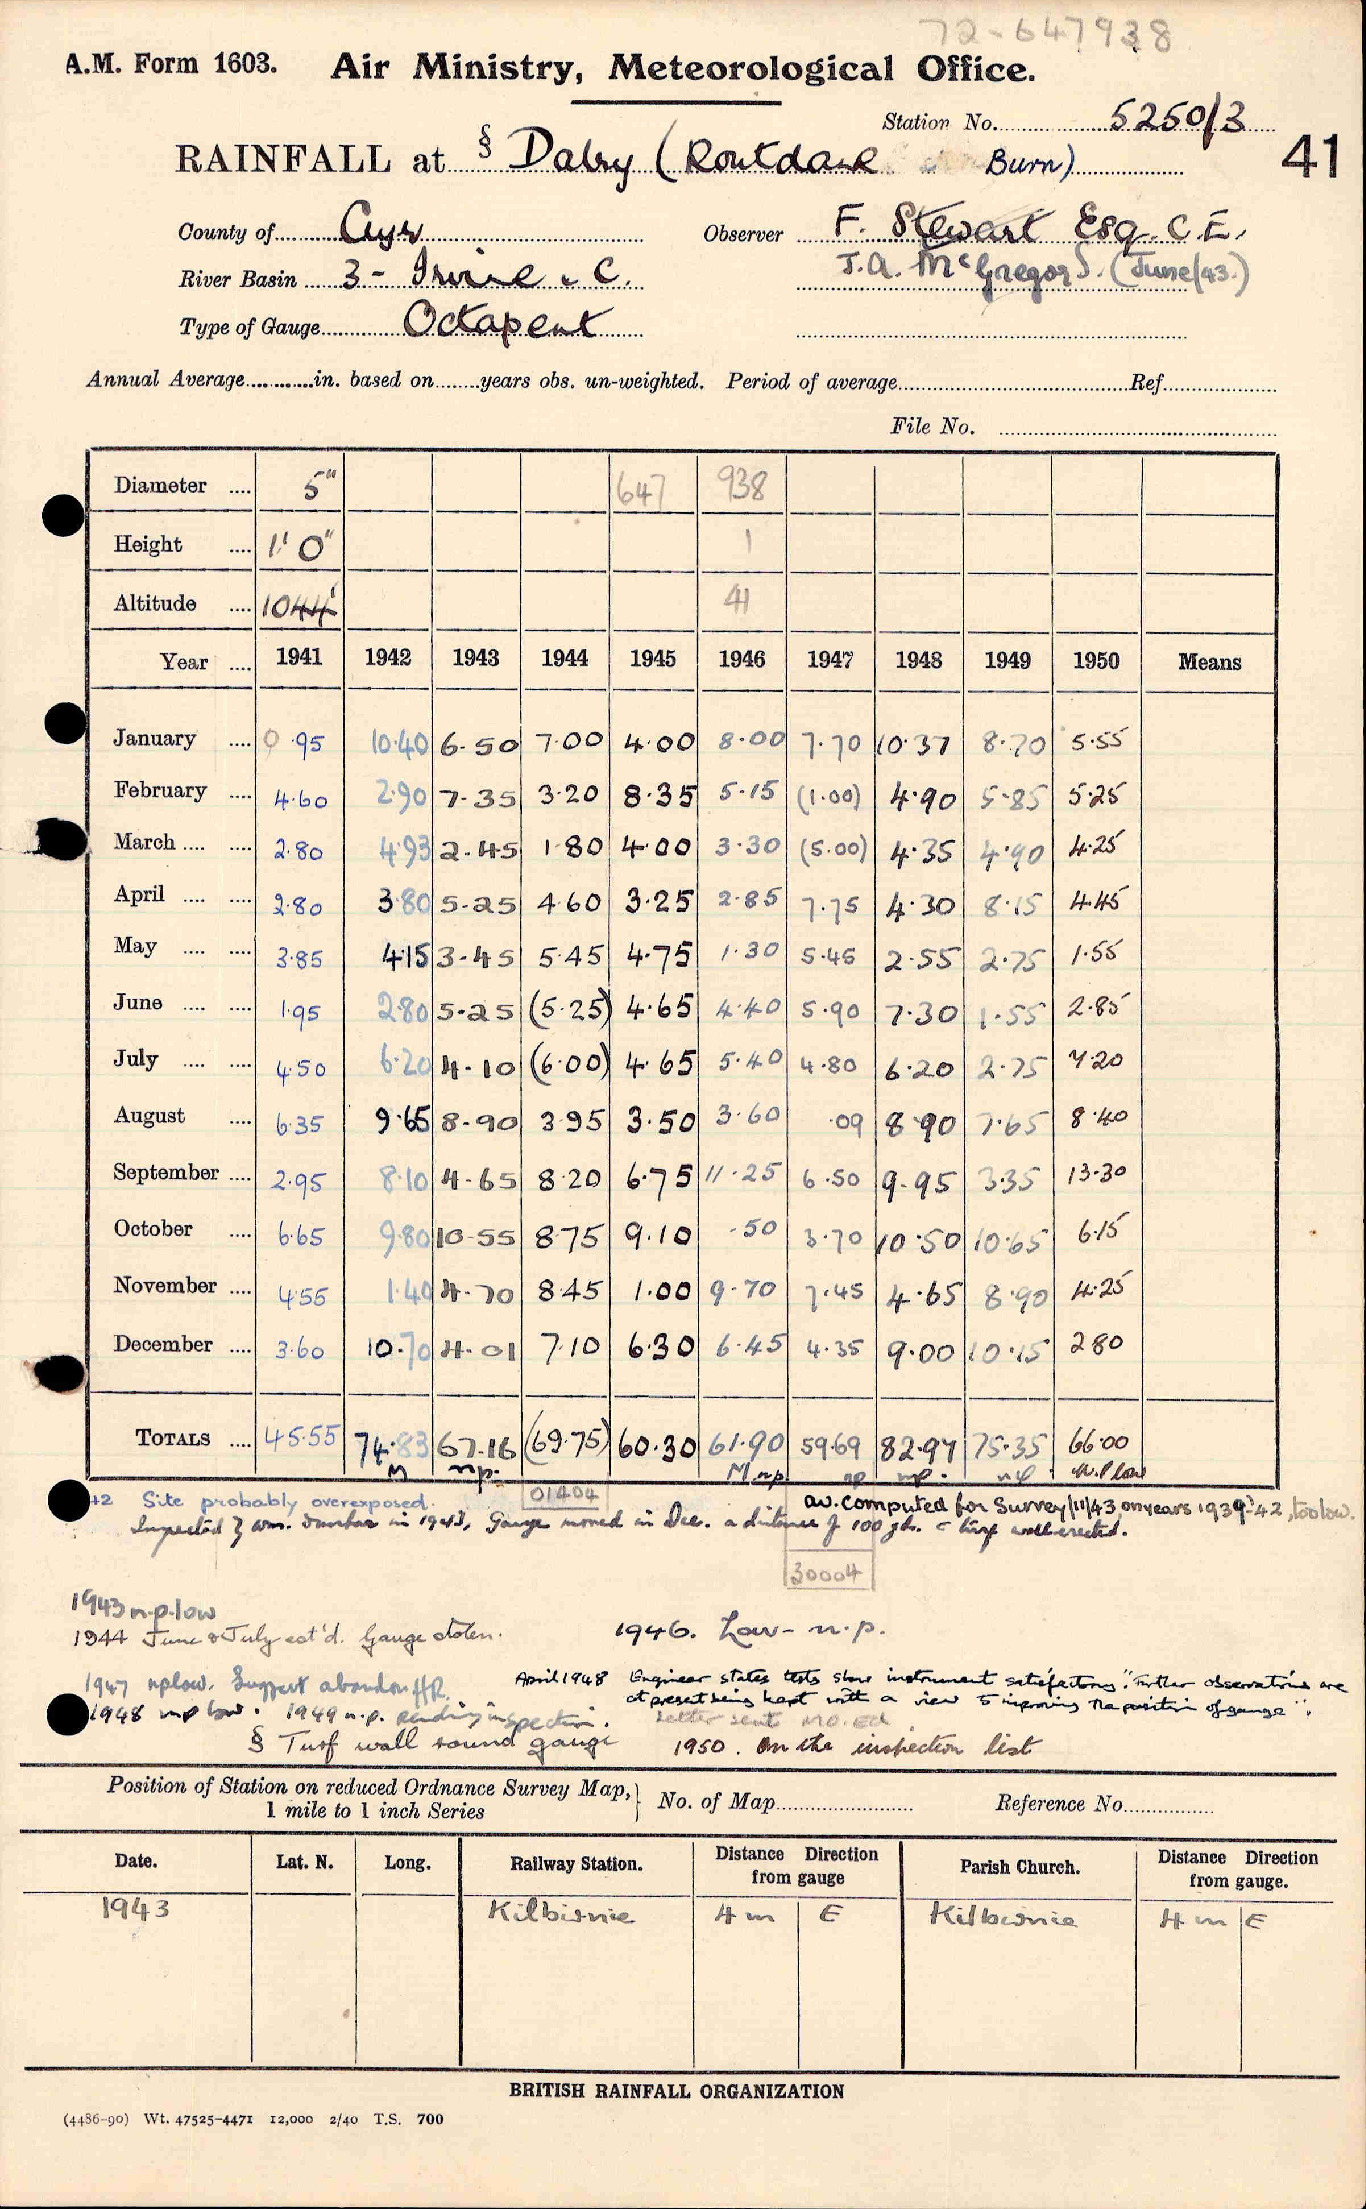 72-647938
A.M. Form 1603. Air Ministry, Meteorological Office.
Station No. 5250/3
41
RAINFALL at § Dalry (Routdane Burn)
County of Ayr Observer F. Stewart Esq. C.E.
River Basin 3 - Irvine &C. J.A. McGregor (June/43.)
Type of Gauge Octapent
Annual Average............in. based on........years obs. un-weighted. Period of average........Ref.
File No.
Diameter .... 5" 647 938
Height .... 1' 0" 1
Altitude .... 1044' 41
Year .... 1941 1942 1943 1944 1945 1946 1947 1948 1949 1950 Means
January .... 0.95 10.40 6.50 7.00 4.00 8.00 7.70 10.37 8.70 5.55
February .... 4.60 2.90 7.35 3.20 8.35 5.15 (1.00) 4.90 5.85 5.25
March .... .... 2.80 4.93 2.45 1.80 4.00 3.30 (5.00) 4.35 4.90 4.25
April .... .... 2.80 3.80 5.25 4.60 3.25 2.85 7.75 4.30 8.15 4.45
May .... .... 3.85 4.15 3.45 5.45 4.75 1.30 5.45 2.55 2.75 1.55
June .... .... 1.95 2.80 5.25 (5.25) 4.65 4.40 5.90 7.30 1.55 2.85
July .... .... 4.50 6.20 4.10 (6.00) 4.65 5.40 4.80 6.20 2.75 7.20
August .... 6.35 9.65 8.90 3.95 3.50 3.60 .09 8.90 7.65 8.40
September .... 2.95 8.10 4.65 8.20 6.75 11.25 6.50 9.95 3.35 13.30
October .... 6.65 9.80 10.55 8.75 9.10 .50 3.70 10.50 10.65 6.15
November .... 4.55 1.40 4.70 8.45 1.00 9.70 7.45 4.65 8.90 4.25
December .... 3.60 10.70 4.01 7.10 6.30 6.45 4.35 9.00 10.15 2.80
TOTALS .... 45.55 74.83 67.16 (69.75) 60.30 61.90 59.69 82.97 75.35 66.00
M n.p. M n.p. np n.p. n.p. n.p low
01404
42 Site probably overexposed. av. computed for Survey/11/43, on years 1939-42, too low.
Inspected by Wm. Dunbar in 1943, Gauge moved in Dec. a distance of 100 yds. c turf wall erected.
30004
1943 n.p. low
1944 June & July est'd. Gauge stolen. 1946. Low - n.p.
1947 np low. Suggest abandon HR. April 1948 Engineer states tests show instrument satisfactory. "Further observations are
at present being kept with a view to improving the position of gauge".
1948 n.p low. 1949 n.p. pending inspection. Letter sent M.O. Ed.
§ Turf wall round gauge 1950. On the inspection list
Position of Station on reduced Ordnance Survey Map, 1 mile to 1 inch Series } No. of Map Reference No.
Date. Lat. N. Long. Railway Station. Distance Direction from gauge Parish Church. Distance Direction from gauge.
1943 Kilbirnie 4 m E Kilbirnie 4 m E
BRITISH RAINFALL ORGANIZATION
(4486-90) Wt. 47525-4471 12,000 2/40 T.S. 700